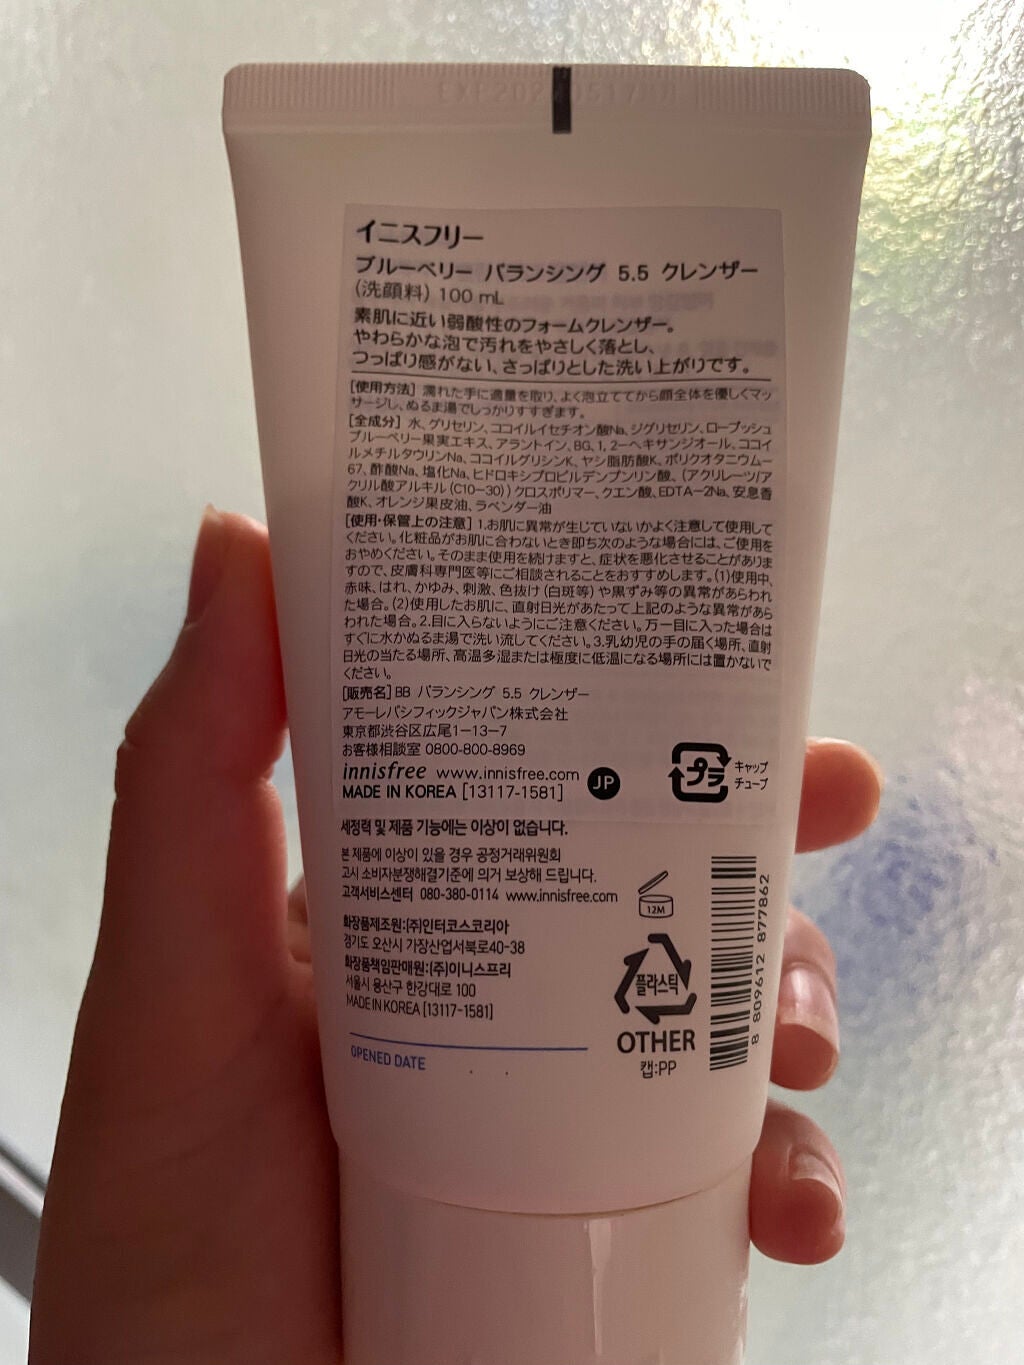 イニスフリー
ブルーベリー バランシング 5.5 クレンザー
(洗顔料) 100 mL
素肌に近い弱酸性のフォームクレンザー。
やわらかな泡で汚れをやさしく落とし、
つっぱり感がない、さっぱりとした洗い上がりです。
[使用方法] 濡れた手に適量を取り、よく泡立ててから顔全体を優しくマッ
サージし、ぬるま湯でしっかりすすぎます。
[全成分] 水、グリセリン、ココイルイセチオン酸Na、ジグリセリン、ローブッシュ
ブルーベリー果実エキス、アラントイン、BG、1, 2-ヘキサンジオール、ココイ
ルメチルタウリンNa、ココイルグリシンK、ヤシ脂肪酸K、ポリクオタニウム-
67、酢酸Na、塩化Na、ヒドロキシプロピルデンプンリン酸、(アクリレーツ/ア
クリル酸アルキル(C10-30))クロスポリマー、クエン酸、EDTA-2Na、安息香
酸K、オレンジ果皮油、ラベンダー油
[使用・保管上の注意] 1.お肌に異常が生じていないかよく注意して使用して
ください。化粧品がお肌に合わないとき即ち次のような場合には、ご使用を
おやめください。そのまま使用を続けますと、症状を悪化させることがありま
すので、皮膚科専門医等にご相談されることをおすすめします。(1)使用中、
赤味、はれ、かゆみ、刺激、色抜け(白斑等)や黒ずみ等の異常があらわれ
た場合。(2)使用したお肌に、直射日光があたって上記のような異常があら
われた場合。2.目に入らないようにご注意ください。万一目に入った場合は
すぐに水かぬるま湯で洗い流してください。3.乳幼児の手の届く場所、直射
日光の当たる場所、高温多湿または極度に低温になる場所には置かないで
ください。
[販売名] BB バランシング 5.5 クレンザー
アモーレパシフィックジャパン株式会社
東京都渋谷区広尾1-13-7
お客様相談室 0800-800-8969
innisfree www.innisfree.com
MADE IN KOREA [13117-1581]
JP
プラ
キャップ
チューブ
세정력 및 제품 기능에는 이상이 없습니다.
본 제품에 이상이 있을 경우 공정거래위원회
고시 소비자분쟁해결기준에 의거 보상해 드립니다.
고객서비스센터 080-380-0114 www.innisfree.com
화장품제조원:(주)인터코스코리아
경기도 오산시 가장산업서북로40-38
화장품책임판매원:(주)이니스프리
서울시 용산구 한강대로 100
MADE IN KOREA [13117-1581]
12M
플라스틱
OTHER
캡:PP
8 809612 877862
OPENED DATE